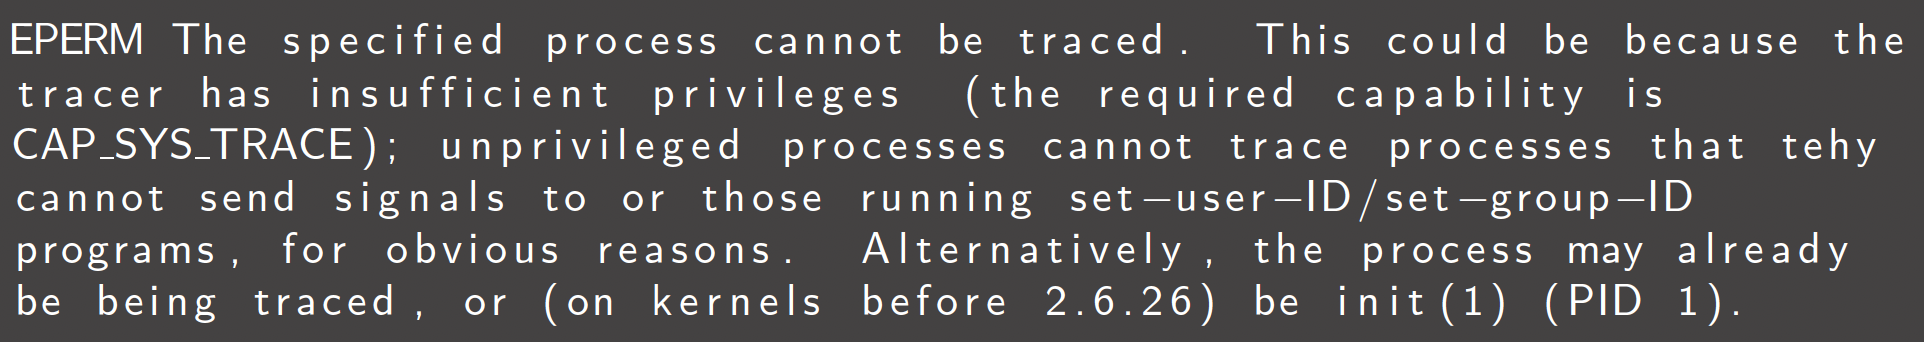 EPERM The specified process cannot be traced. This could be because the
tracer has insufficient privileges (the required capability is
CAP_SYS_TRACE); unprivileged processes cannot trace processes that tehy
cannot send signals to or those running set-user-ID/set-group-ID
programs, for obvious reasons. Alternatively, the process may already
be being traced, or (on kernels before 2.6.26) be init(1) (PID 1).